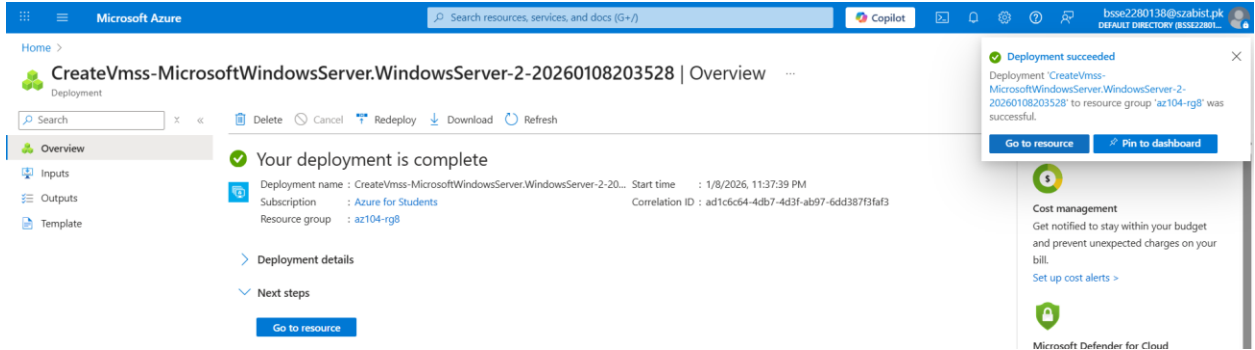 Microsoft Azure
Search resources, services, and docs (G+/)
Copilot
bsse2280138@szabist.pk
DEFAULT DIRECTORY (BSSE22801...
Home >
CreateVmss-MicrosoftWindowsServer.WindowsServer-2-20260108203528 | Overview ...
Deployment
Search
Delete Cancel Redeploy Download Refresh
Overview
Inputs
Outputs
Template
Your deployment is complete
Deployment name : CreateVmss-MicrosoftWindowsServer.WindowsServer-2-20... Start time : 1/8/2026, 11:37:39 PM
Subscription : Azure for Students Correlation ID : ad1c6c64-4db7-4d3f-ab97-6dd387f3faf3
Resource group : az104-rg8
Deployment details
Next steps
Go to resource
Deployment succeeded
Deployment 'CreateVmss-
MicrosoftWindowsServer.WindowsServer-2-
20260108203528' to resource group 'az104-rg8' was
successful.
Go to resource Pin to dashboard
Cost management
Get notified to stay within your budget
and prevent unexpected charges on your
bill.
Set up cost alerts >
Microsoft Defender for Cloud